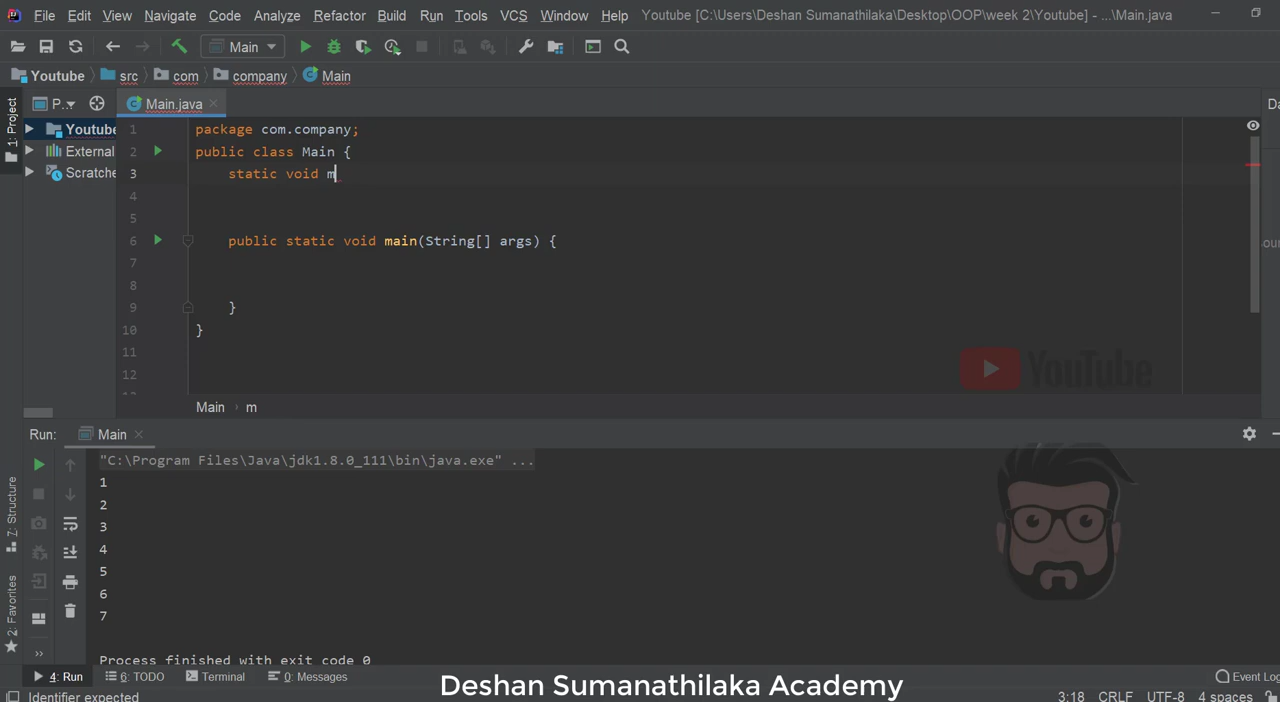 File Edit View Navigate Code Analyze Refactor Build Run Tools VCS Window Help Youtube [C:\Users\Deshan Sumanathilaka\Desktop\OOP\week 2\Youtube] - ...\Main.java
Main
Youtube src com company Main
1: Project
P..
Main.java
Youtube
External
Scratche
1 package com.company;
2 public class Main {
3 static void m
4
5
6 public static void main(String[] args) {
7
8
9 }
10 }
11
12
YouTube
Main › m
Run: Main
"C:\Program Files\Java\jdk1.8.0_111\bin\java.exe" ...
1
2
3
4
5
6
7
Process finished with exit code 0
7: Structure
2: Favorites
4: Run 6: TODO Terminal 0: Messages Event Log
Deshan Sumanathilaka Academy
Identifier expected 3:18 CRLF UTF-8 4 spaces